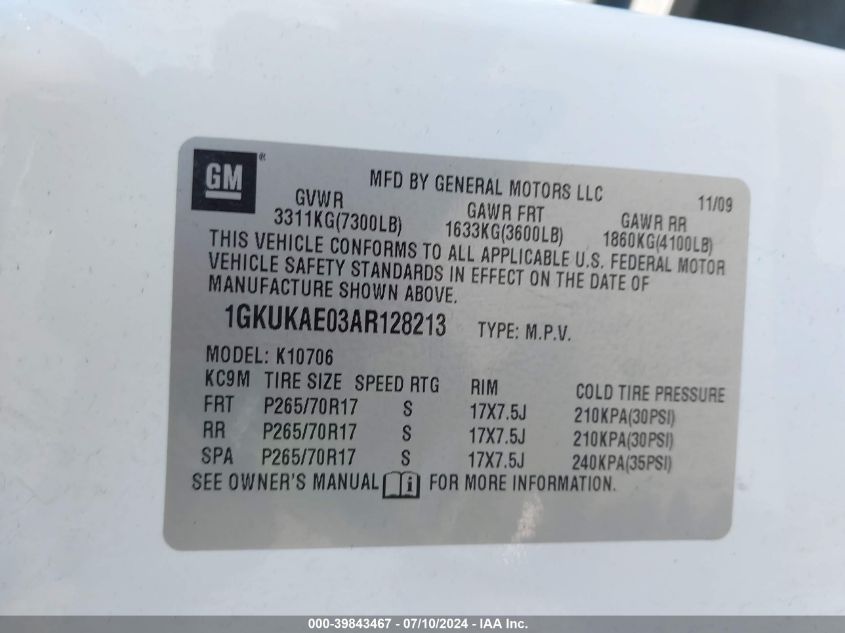 GM®
MFD BY GENERAL MOTORS LLC
11/09
GVWR GAWR FRT GAWR RR
3311KG(7300LB) 1633KG(3600LB) 1860KG(4100LB)
THIS VEHICLE CONFORMS TO ALL APPLICABLE U.S. FEDERAL MOTOR
VEHICLE SAFETY STANDARDS IN EFFECT ON THE DATE OF
MANUFACTURE SHOWN ABOVE.
1GKUKAE03AR128213 TYPE: M.P.V.
MODEL: K10706
KC9M TIRE SIZE SPEED RTG RIM COLD TIRE PRESSURE
FRT P265/70R17 S 17X7.5J 210KPA(30PSI)
RR P265/70R17 S 17X7.5J 210KPA(30PSI)
SPA P265/70R17 S 17X7.5J 240KPA(35PSI)
SEE OWNER'S MANUAL FOR MORE INFORMATION.
000-39843467 - 07/10/2024 - IAA Inc.